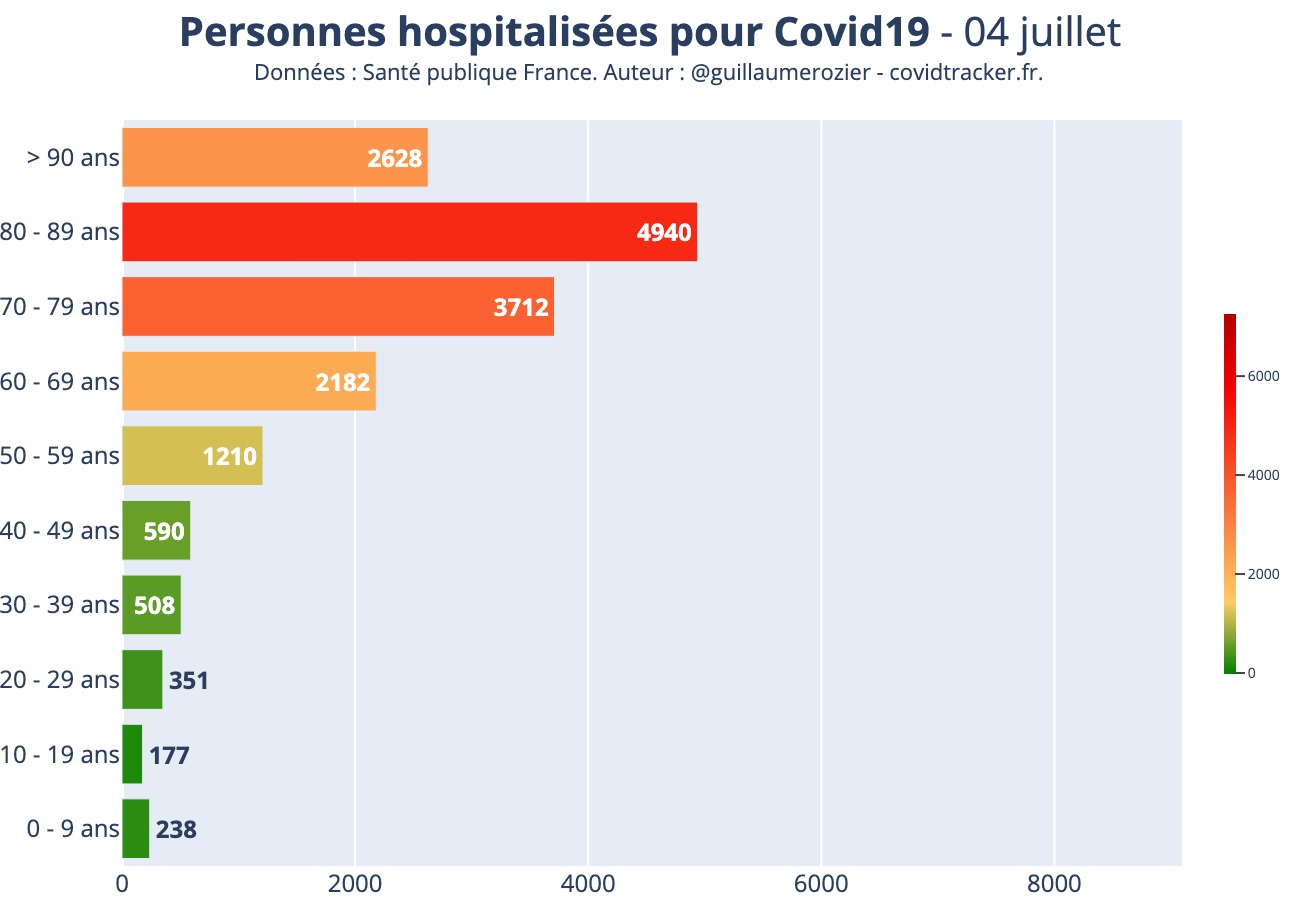 Personnes hospitalisées pour Covid19 - 04 juillet
Données : Santé publique France. Auteur : @guillaumerozier - covidtracker.fr.
> 90 ans 2628
80 - 89 ans 4940
70 - 79 ans 3712
60 - 69 ans 2182
50 - 59 ans 1210
40 - 49 ans 590
30 - 39 ans 508
20 - 29 ans 351
10 - 19 ans 177
0 - 9 ans 238
0 2000 4000 6000 8000
6000
4000
2000
0